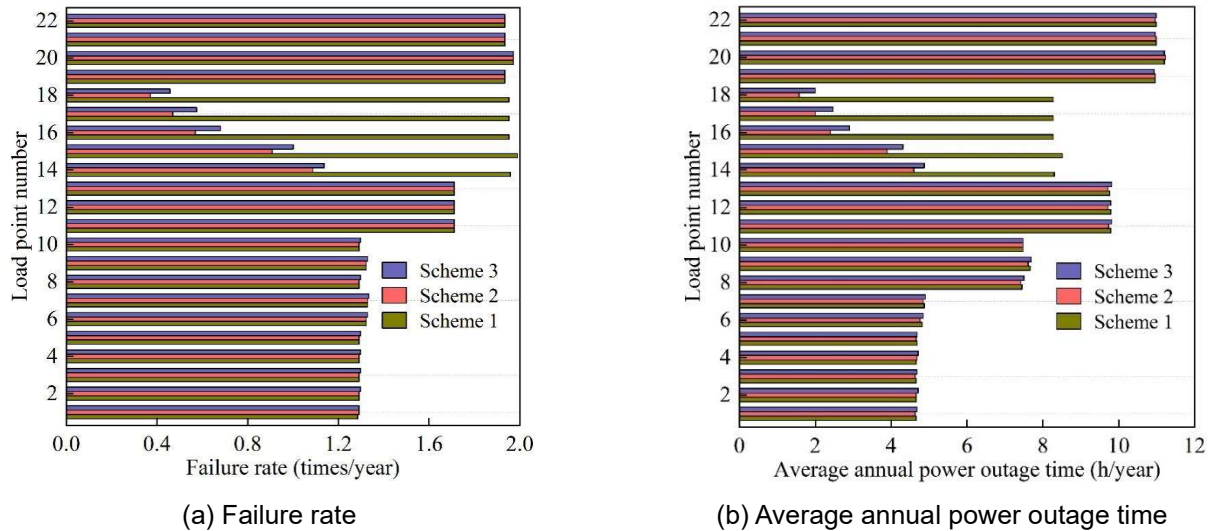 22
20
18
16
14
12
10
8
6
4
2
Load point number
Scheme 3
Scheme 2
Scheme 1
0.0 0.4 0.8 1.2 1.6 2.0
Failure rate (times/year)
(a) Failure rate
22
20
18
16
14
12
10
8
6
4
2
Load point number
Scheme 3
Scheme 2
Scheme 1
0 2 4 6 8 10 12
Average annual power outage time (h/year)
(b) Average annual power outage time